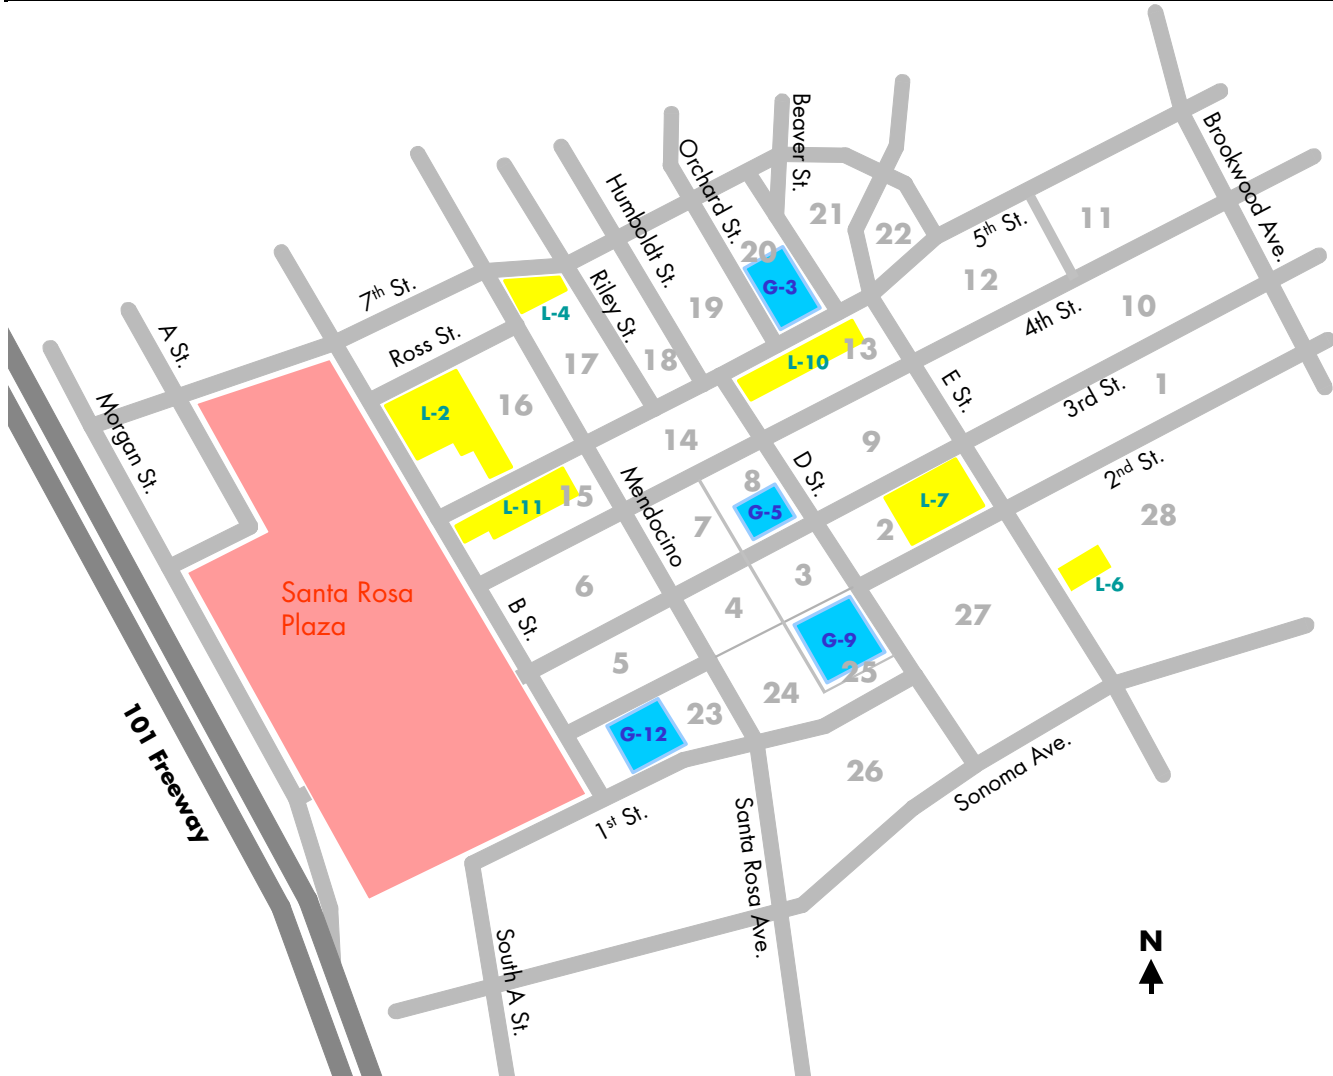 Beaver St.
Orchard St.
Brookwood Ave.
Humboldt St.
21
11
22
5th St.
20
12
7th St.
Riley St.
G-3
A St.
L-4
19
10
4th St.
Ross St.
13
L-10
17
18
1
E St.
3rd St.
Morgan St.
L-2
16
14
9
2nd St.
D St.
8
15
L-11
Mendocino
G-5
L-7
7
2
28
3
L-6
6
4
27
Santa Rosa
Plaza
B St.
G-9
5
25
24
23
G-12
101 Freeway
26
Sonoma Ave.
1st St.
Santa Rosa Ave.
South A St.
N